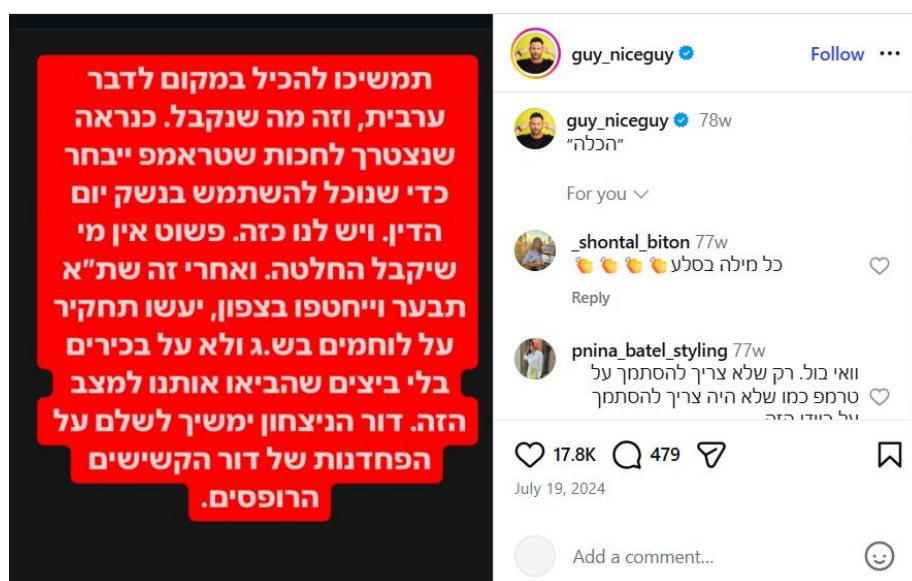 תמשיכו להכיל במקום לדבר
ערבית, וזה מה שנקבל. כנראה
שנצטרך לחכות שטראמפ ייבחר
כדי שנוכל להשתמש בנשק יום
הדין. ויש לנו כזה. פשוט אין מי
שיקבל החלטה. ואחרי זה שת״א
תבער וייחטפו בצפון, יעשו תחקיר
על לוחמים בש.ג ולא על בכירים
בלי ביצים שהביאו אותנו למצב
הזה. דור הניצחון ימשיך לשלם על
הפחדנות של דור הקשישים
הרופסים.
guy_niceguy
Follow
guy_niceguy 78w
״הכלה״
For you
_shontal_biton 77w
כל מילה בסלע👏👏👏👏
Reply
pnina_batel_styling 77w
וואי בול. רק שלא צריך להסתמך על
טרמפ כמו שלא היה צריך להסתמך
17.8K 479
July 19, 2024
Add a comment...